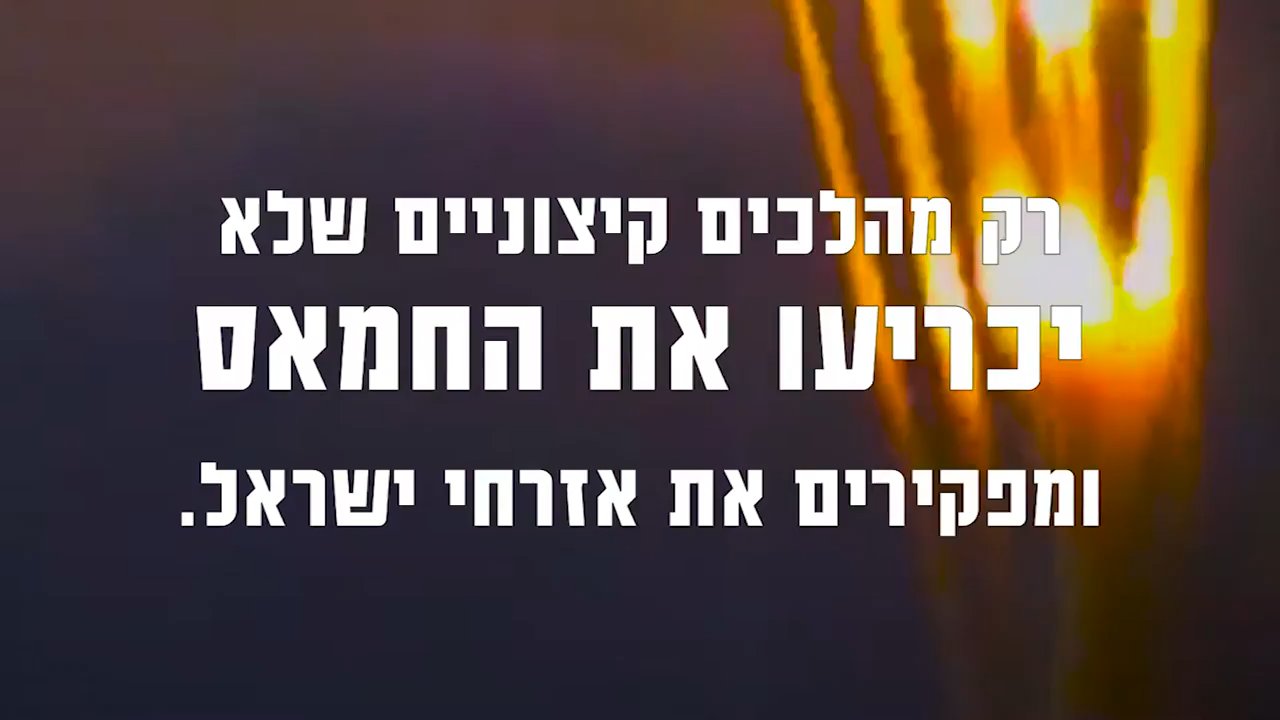 רק מהלכים קיצוניים שלא
יכריעו את החמאס
ומפקירים את אזרחי ישראל.